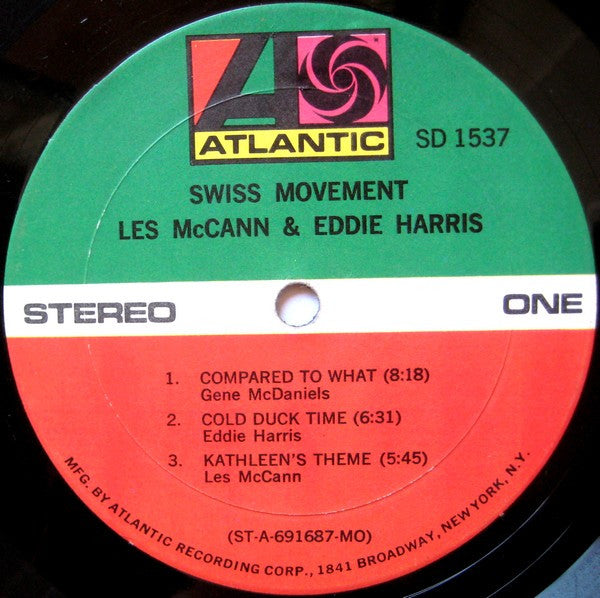 ATLANTIC
SD 1537
SWISS MOVEMENT
LES McCANN & EDDIE HARRIS
STEREO
ONE
1. COMPARED TO WHAT (8:18)
Gene McDaniels
2. COLD DUCK TIME (6:31)
Eddie Harris
3. KATHLEEN'S THEME (5:45)
Les McCann
(ST-A-691687-MO)
MFG. BY ATLANTIC RECORDING CORP., 1841 BROADWAY, NEW YORK, N.Y.